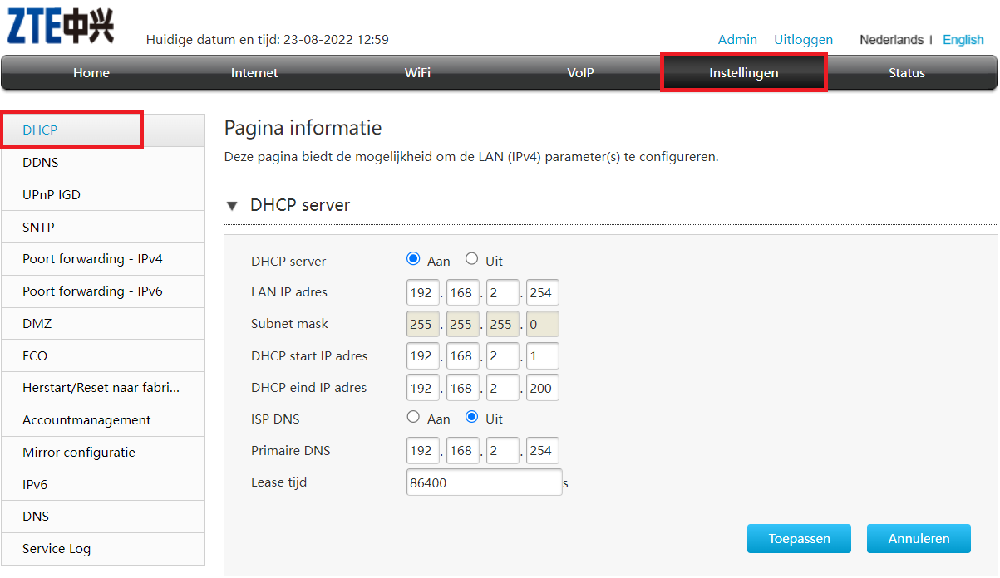 ZTE中兴
Huidige datum en tijd: 23-08-2022 12:59
Admin Uitloggen Nederlands | English
Home Internet WiFi VoIP Instellingen Status
DHCP
DDNS
UPnP IGD
SNTP
Poort forwarding - IPv4
Poort forwarding - IPv6
DMZ
ECO
Herstart/Reset naar fabri...
Accountmanagement
Mirror configuratie
IPv6
DNS
Service Log
Pagina informatie
Deze pagina biedt de mogelijkheid om de LAN (IPv4) parameter(s) te configureren.
▼ DHCP server
DHCP server Aan Uit
LAN IP adres 192 . 168 . 2 . 254
Subnet mask 255 . 255 . 255 . 0
DHCP start IP adres 192 . 168 . 2 . 1
DHCP eind IP adres 192 . 168 . 2 . 200
ISP DNS Aan Uit
Primaire DNS 192 . 168 . 2 . 254
Lease tijd 86400 s
Toepassen Annuleren